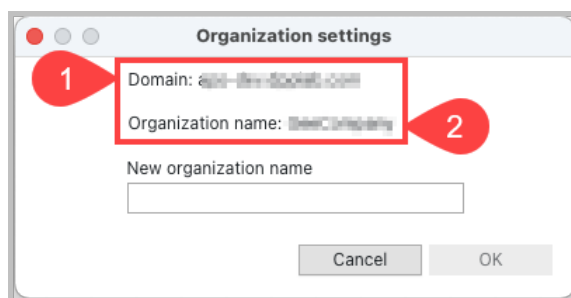 Organization settings
1
Domain:
Organization name:
2
New organization name
Cancel
OK